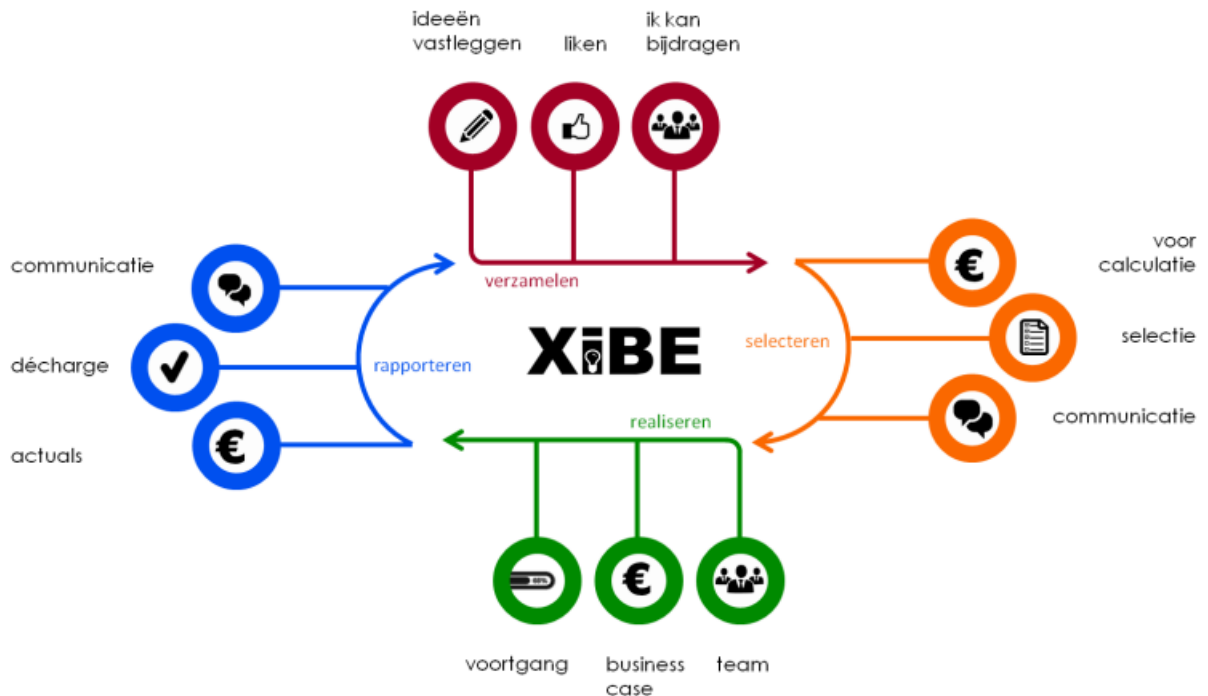 ideeën
vastleggen
liken
ik kan
bijdragen
verzamelen
voor
calculatie
selectie
communicatie
selecteren
XiBE
communicatie
décharge
actuals
rapporteren
realiseren
60%
voortgang
business
case
team